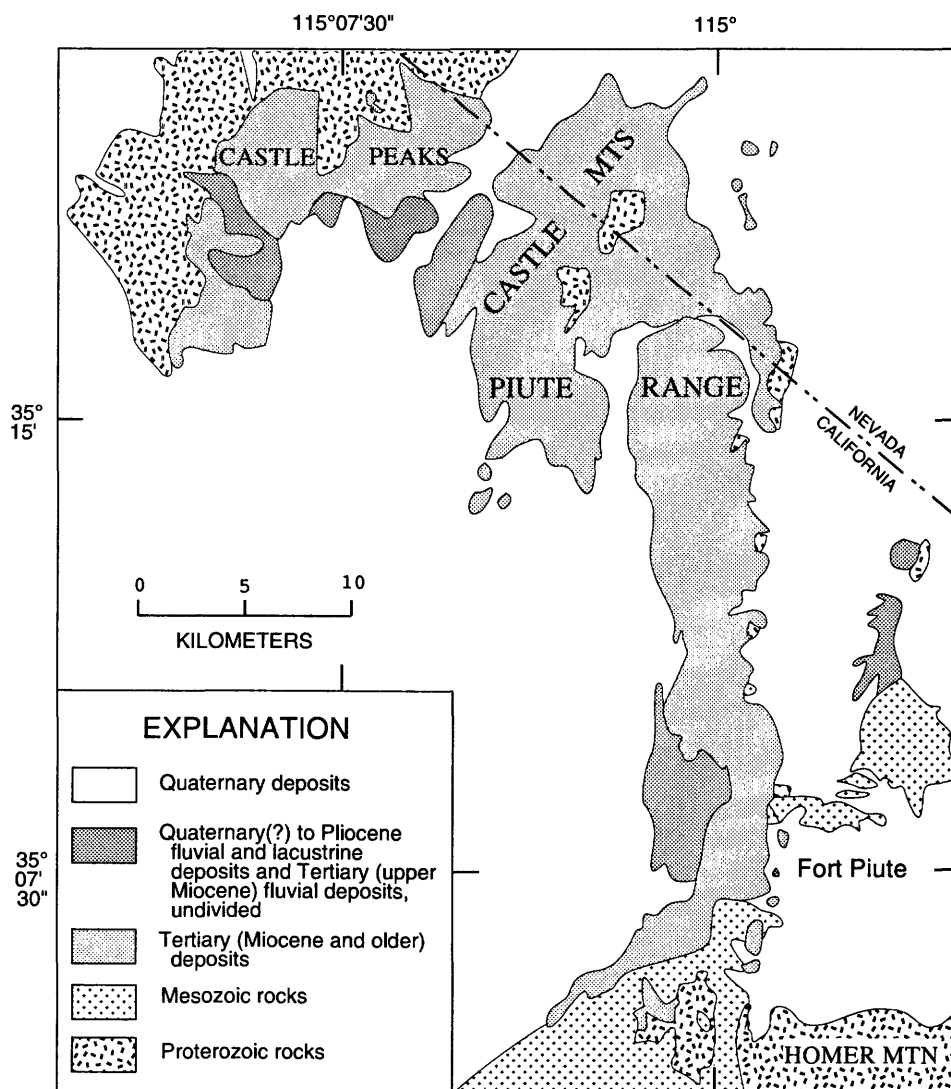 115°07'30"
115°
CASTLE
PEAKS
MTS
CASTLE
PIUTE
RANGE
35°
15'
NEVADA
CALIFORNIA
0
5
10
KILOMETERS
EXPLANATION
Quaternary deposits
Quaternary(?) to Pliocene
fluvial and lacustrine
deposits and Tertiary (upper
Miocene) fluvial deposits,
undivided
Tertiary (Miocene and older)
deposits
Mesozoic rocks
Proterozoic rocks
35°
07'
30"
Fort Piute
HOMER MTN